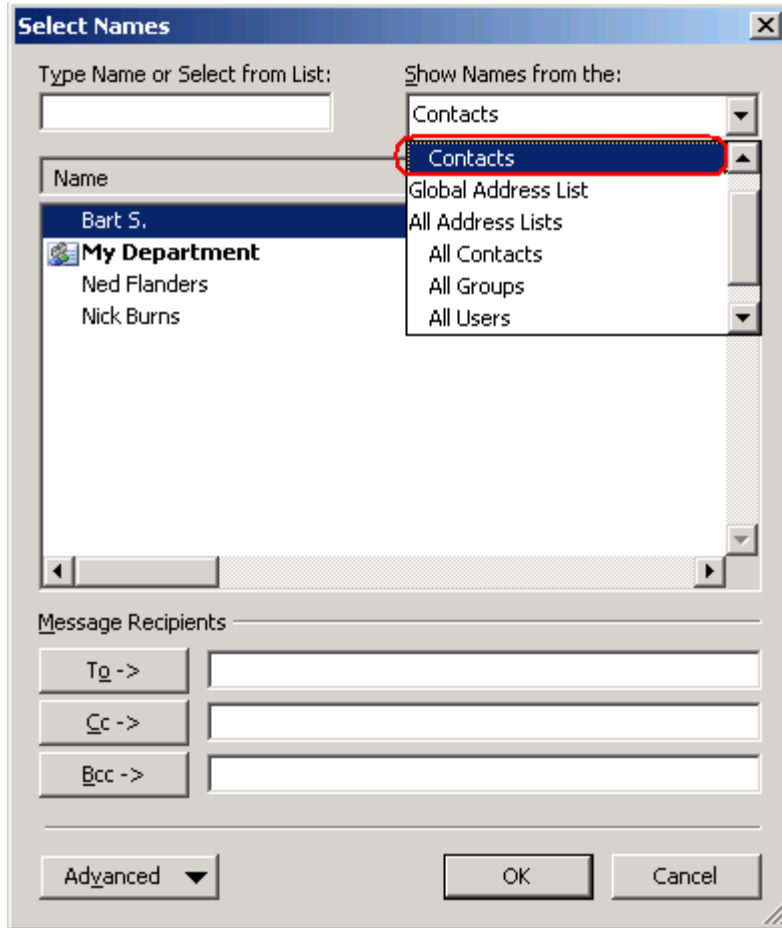 Select Names
Type Name or Select from List:
Show Names from the:
Contacts
Contacts
Global Address List
All Address Lists
All Contacts
All Groups
All Users
Name
Bart S.
My Department
Ned Flanders
Nick Burns
Message Recipients
To ->
Cc ->
Bcc ->
Advanced
OK
Cancel